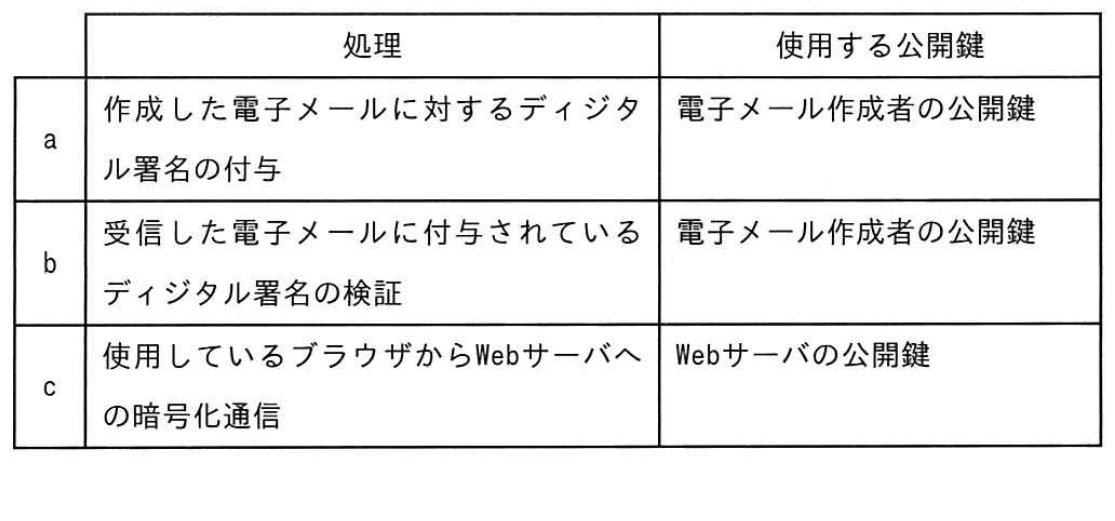 処理 使用する公開鍵
a 作成した電子メールに対するディジタ 電子メール作成者の公開鍵
ル署名の付与
b 受信した電子メールに付与されている 電子メール作成者の公開鍵
ディジタル署名の検証
c 使用しているブラウザからWebサーバへ Webサーバの公開鍵
の暗号化通信